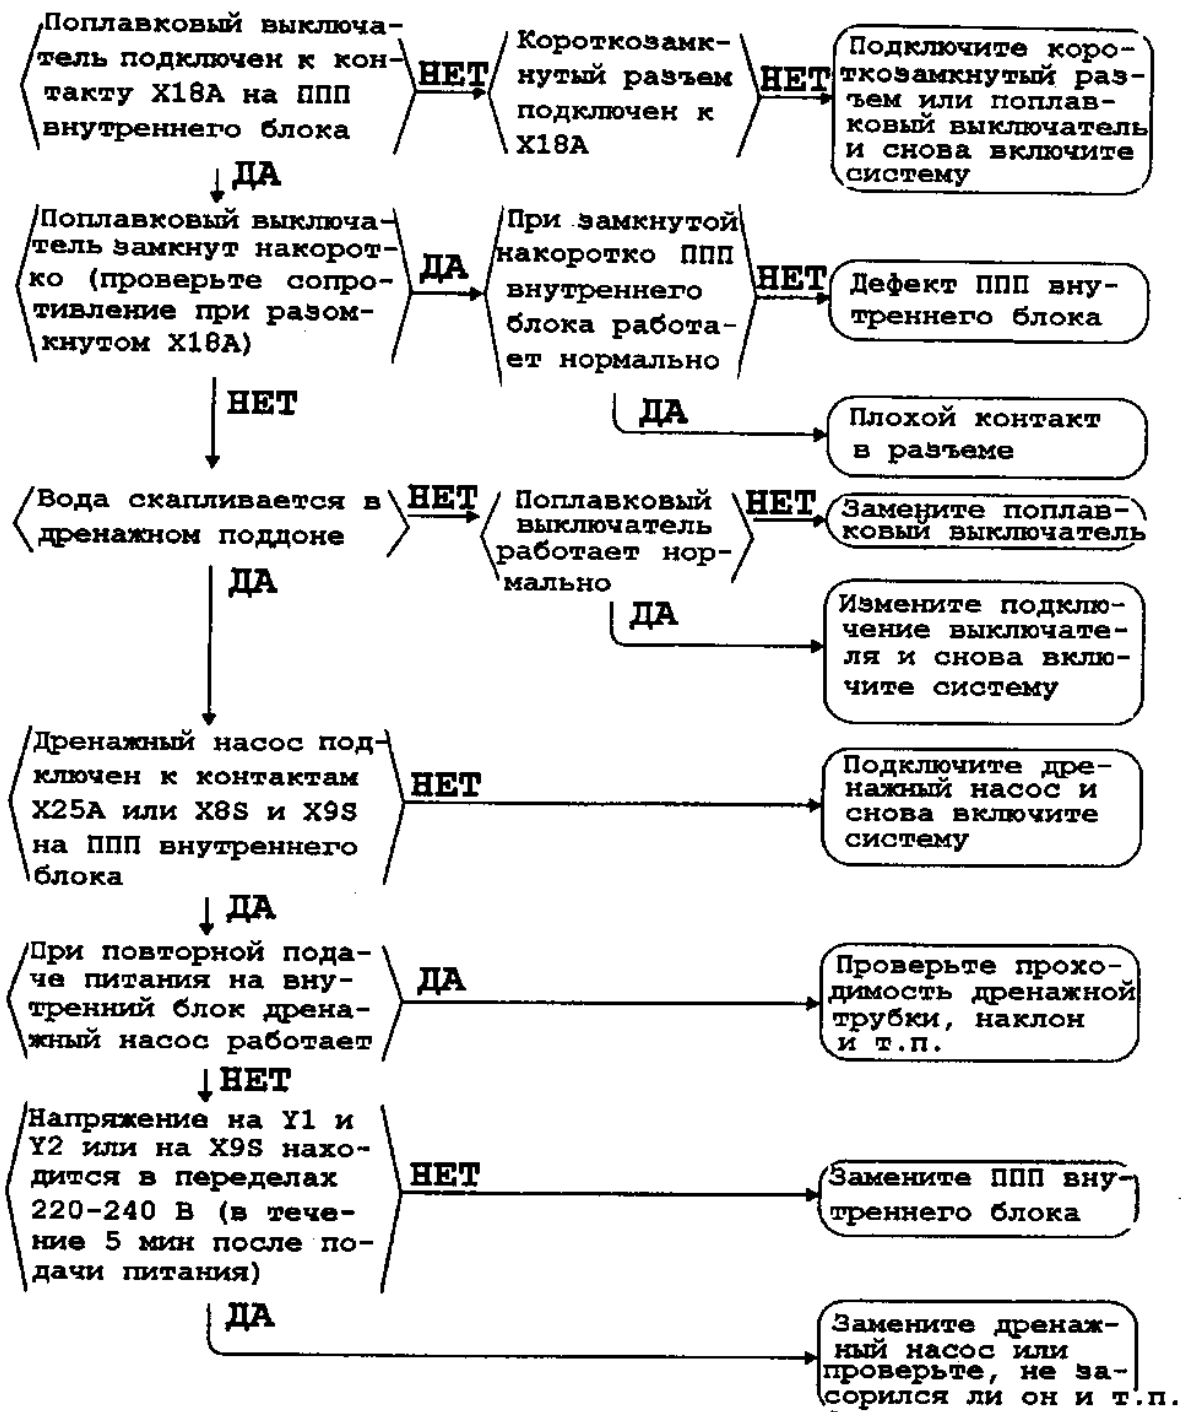 Поплавковый выключа-
тель подключен к кон-
такту X18A на ППП
внутреннего блока
НЕТ
Короткозамк-
нутый разъем
подключен к
X18A
НЕТ
Подключите коро-
ткозамкнутый раз-
ъем или поплав-
ковый выключатель
и снова включите
систему
ДА
Поплавковый выключа-
тель замкнут накорот-
ко (проверьте сопро-
тивление при разом-
кнутом X18A)
ДА
При замкнутой
накоротко ППП
внутреннего
блока работа-
ет нормально
НЕТ
Дефект ППП вну-
треннего блока
НЕТ
ДА
Плохой контакт
в разъеме
Вода скапливается в
дренажном поддоне
НЕТ
Поплавковый
выключатель
работает нор-
мально
НЕТ
Замените поплав-
ковый выключатель
ДА
ДА
Измените подклю-
чение выключате-
ля и снова вклю-
чите систему
Дренажный насос под-
ключен к контактам
X25A или X8S и X9S
на ППП внутреннего
блока
НЕТ
Подключите дре-
нажный насос и
снова включите
систему
ДА
При повторной пода-
че питания на вну-
тренний блок дрена-
жный насос работает
ДА
Проверьте прохо-
димость дренажной
трубки, наклон
и т.п.
НЕТ
Напряжение на Y1 и
Y2 или на X9S нахо-
дится в переделах
220-240 В (в тече-
ние 5 мин после по-
дачи питания)
НЕТ
Замените ППП вну-
треннего блока
ДА
Замените дренаж-
ный насос или
проверьте, не за-
сорился ли он и т.п.